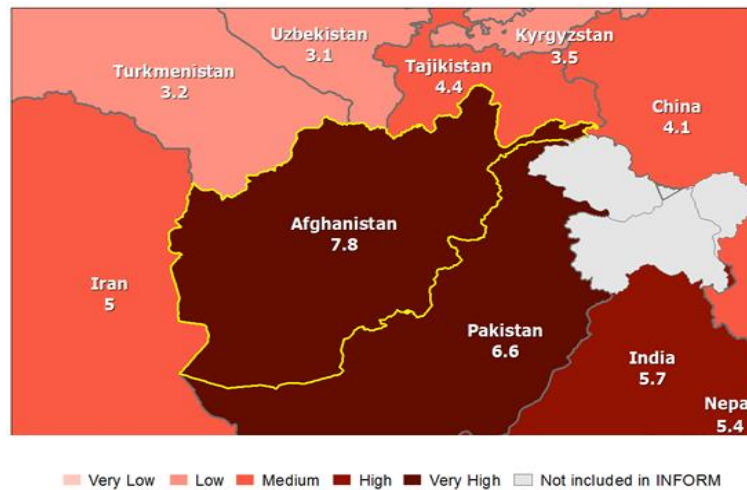 Uzbekistan
3.1
Kyrgyzstan
3.5
Turkmenistan
3.2
Tajikistan
4.4
China
4.1
Afghanistan
7.8
Iran
5
Pakistan
6.6
India
5.7
Nepa
5.4
Very Low Low Medium High Very High Not included in INFORM